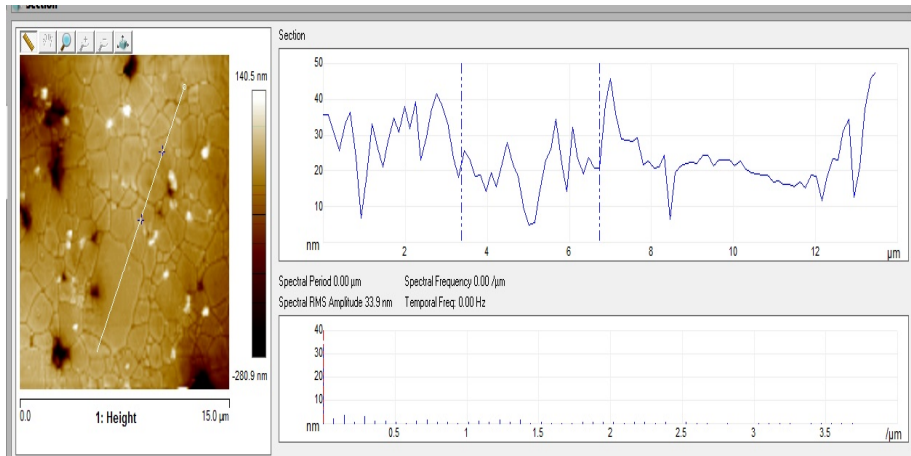 Section
Section
140.5 nm
-280.9 nm
0.0
1: Height
15.0 µm
50
40
30
20
10
nm
2
4
6
8
10
12
µm
Spectral Period 0.00 µm
Spectral Frequency 0.00 /µm
Spectral RMS Amplitude 33.9 nm
Temporal Freq: 0.00 Hz
40
30
20
10
nm
0.5
1
1.5
2
2.5
3
3.5
/µm